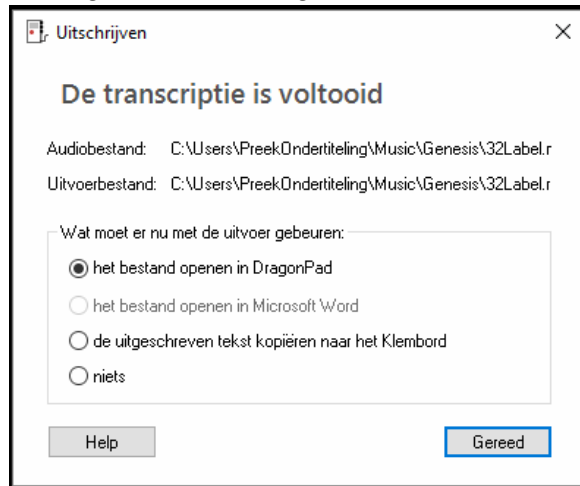 Uitschrijven
De transcriptie is voltooid
Audiobestand: C:\Users\PreekOndertiteling\Music\Genesis\32Label.r
Uitvoerbestand: C:\Users\PreekOndertiteling\Music\Genesis\32Label.r
Wat moet er nu met de uitvoer gebeuren:
het bestand openen in DragonPad
het bestand openen in Microsoft Word
de uitgeschreven tekst kopiëren naar het Klembord
niets
Help Gereed